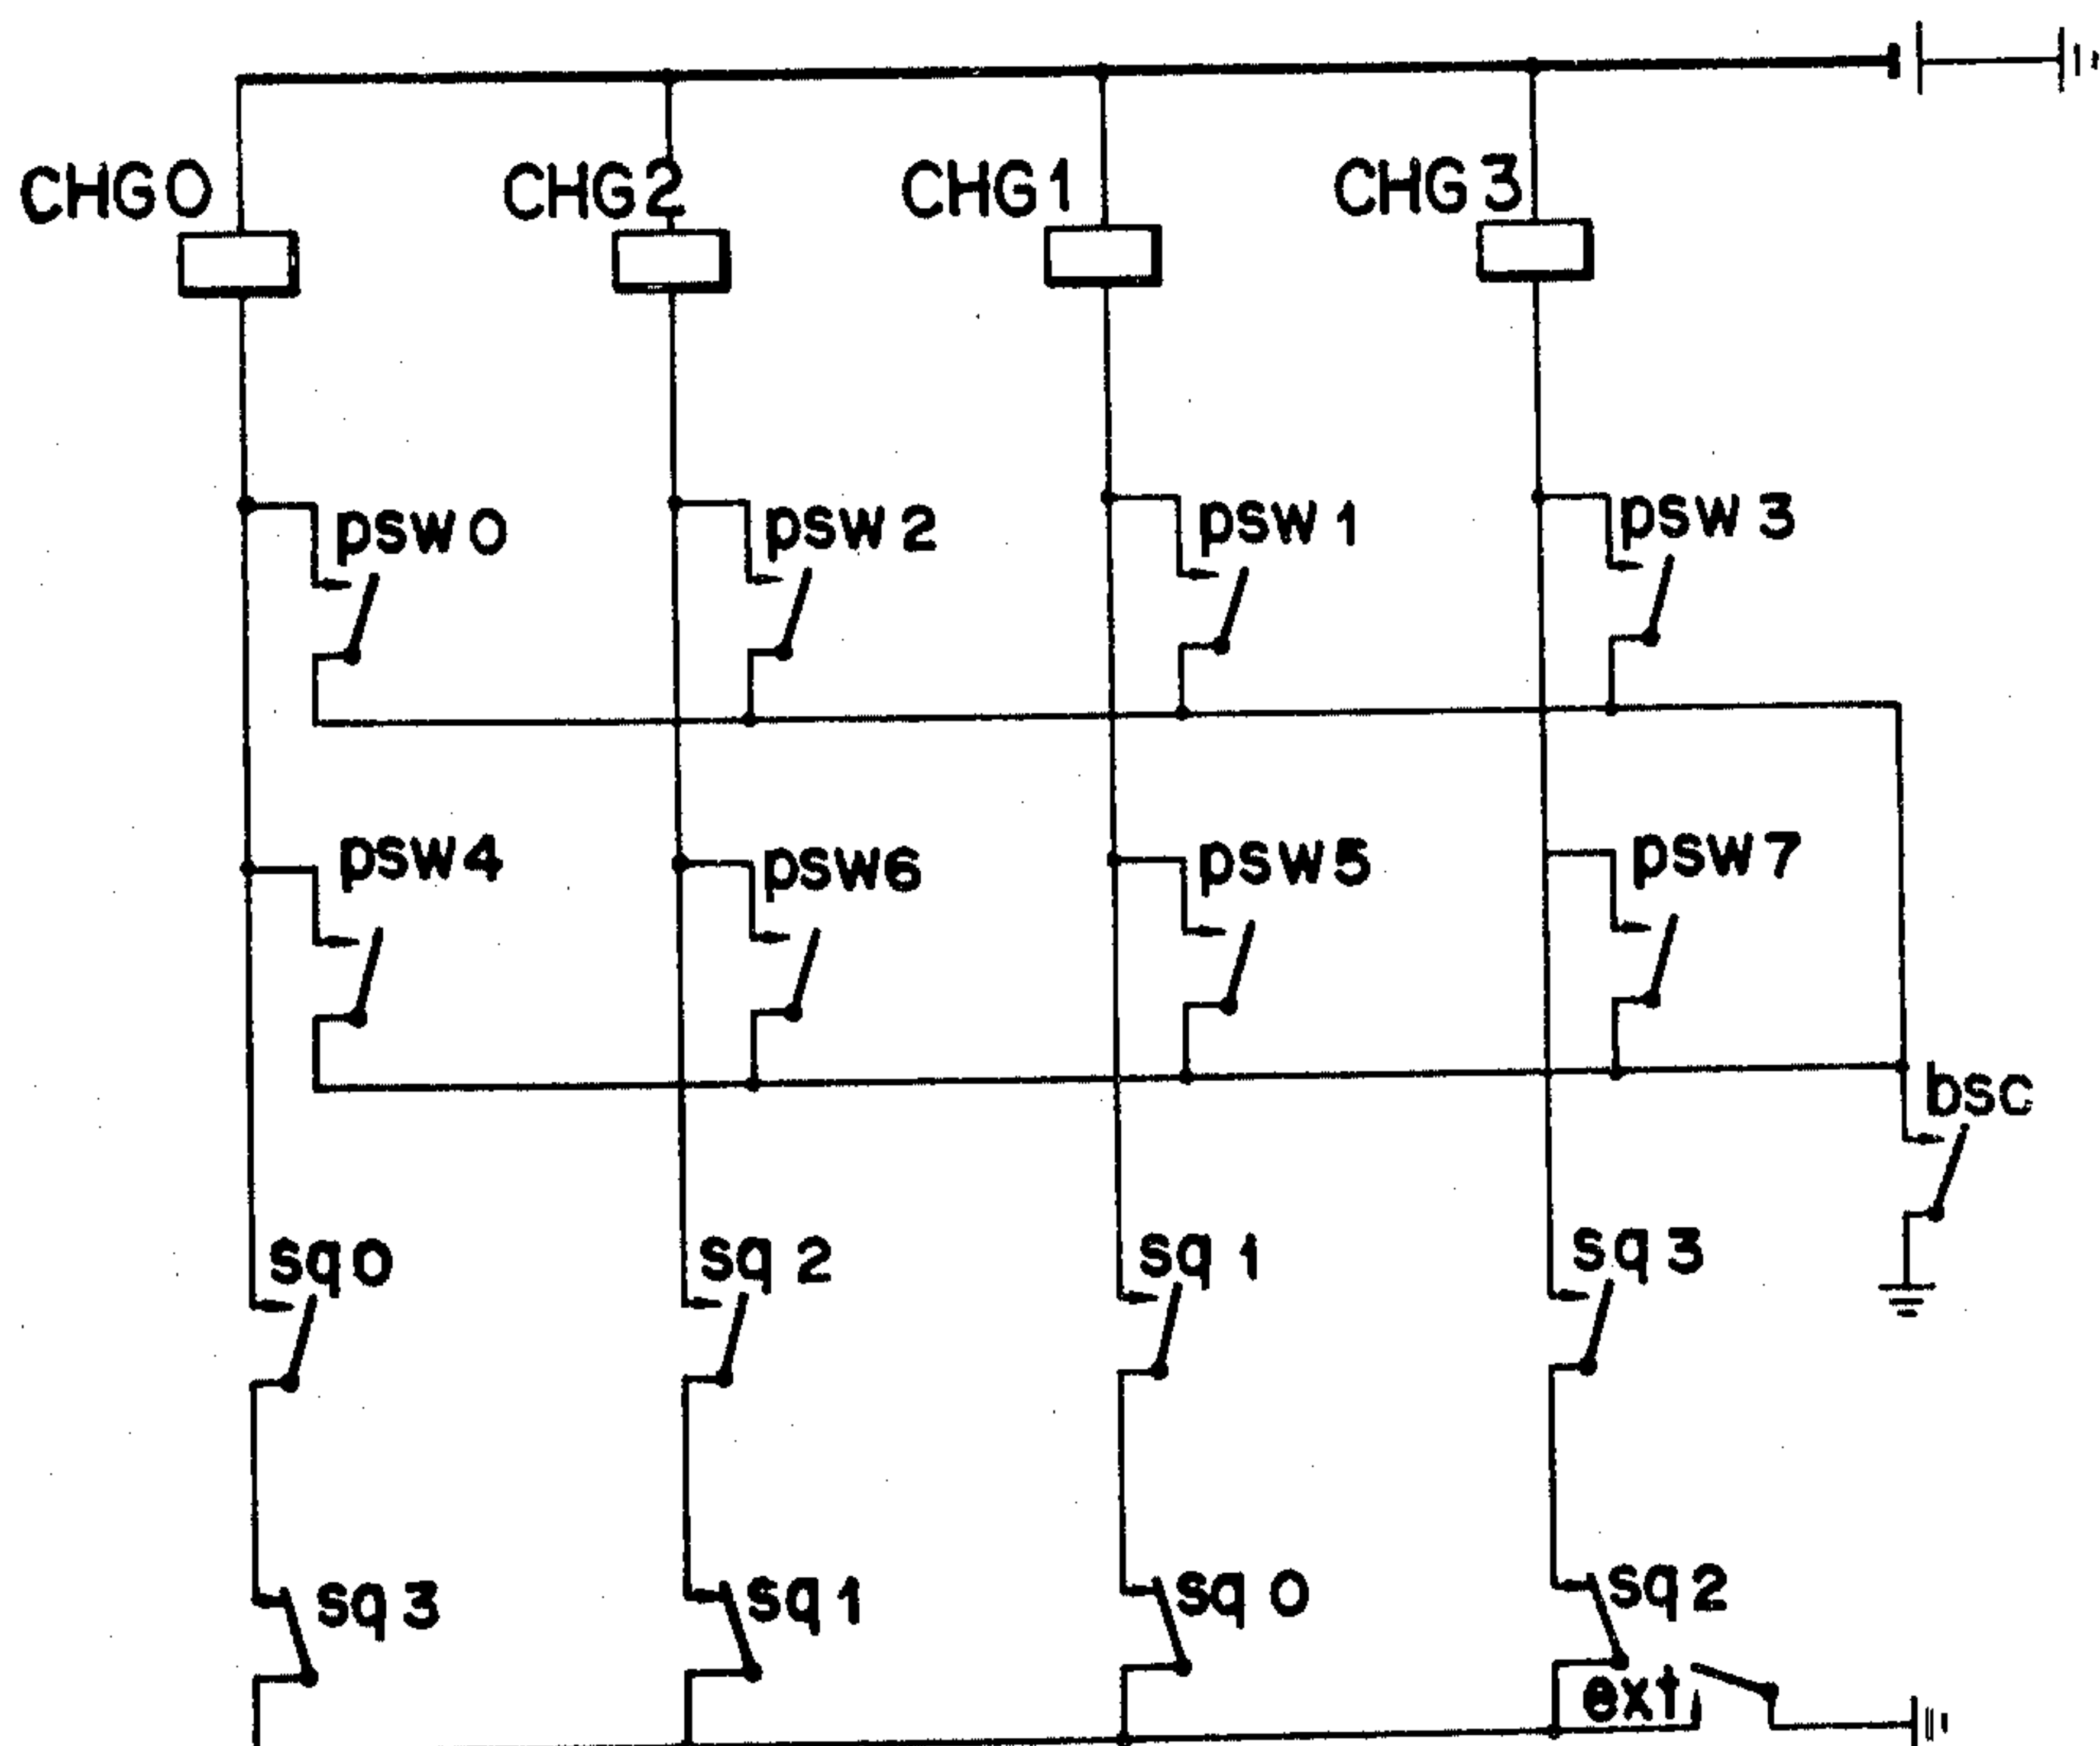 CHG0 CHG2 CHG1 CHG3
psw0 psw2 psw1 psw3
psw4 psw6 psw5 psw7
bsc
sq0 sq2 sq1 sq3
sq3 sq1 sq0 sq2
ext